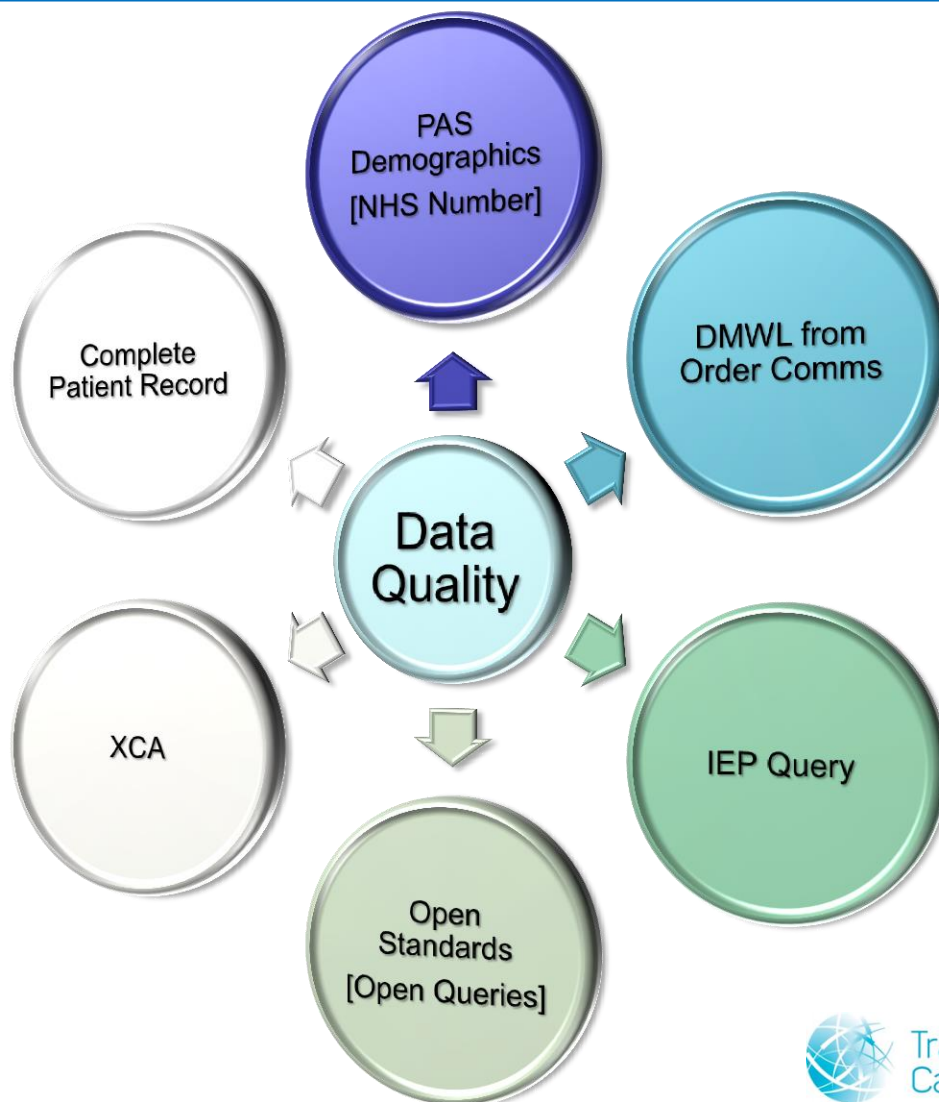 PAS
Demographics
[NHS Number]
DMWL from
Order Comms
Complete
Patient Record
Data
Quality
XCA
IEP Query
Open
Standards
[Open Queries]